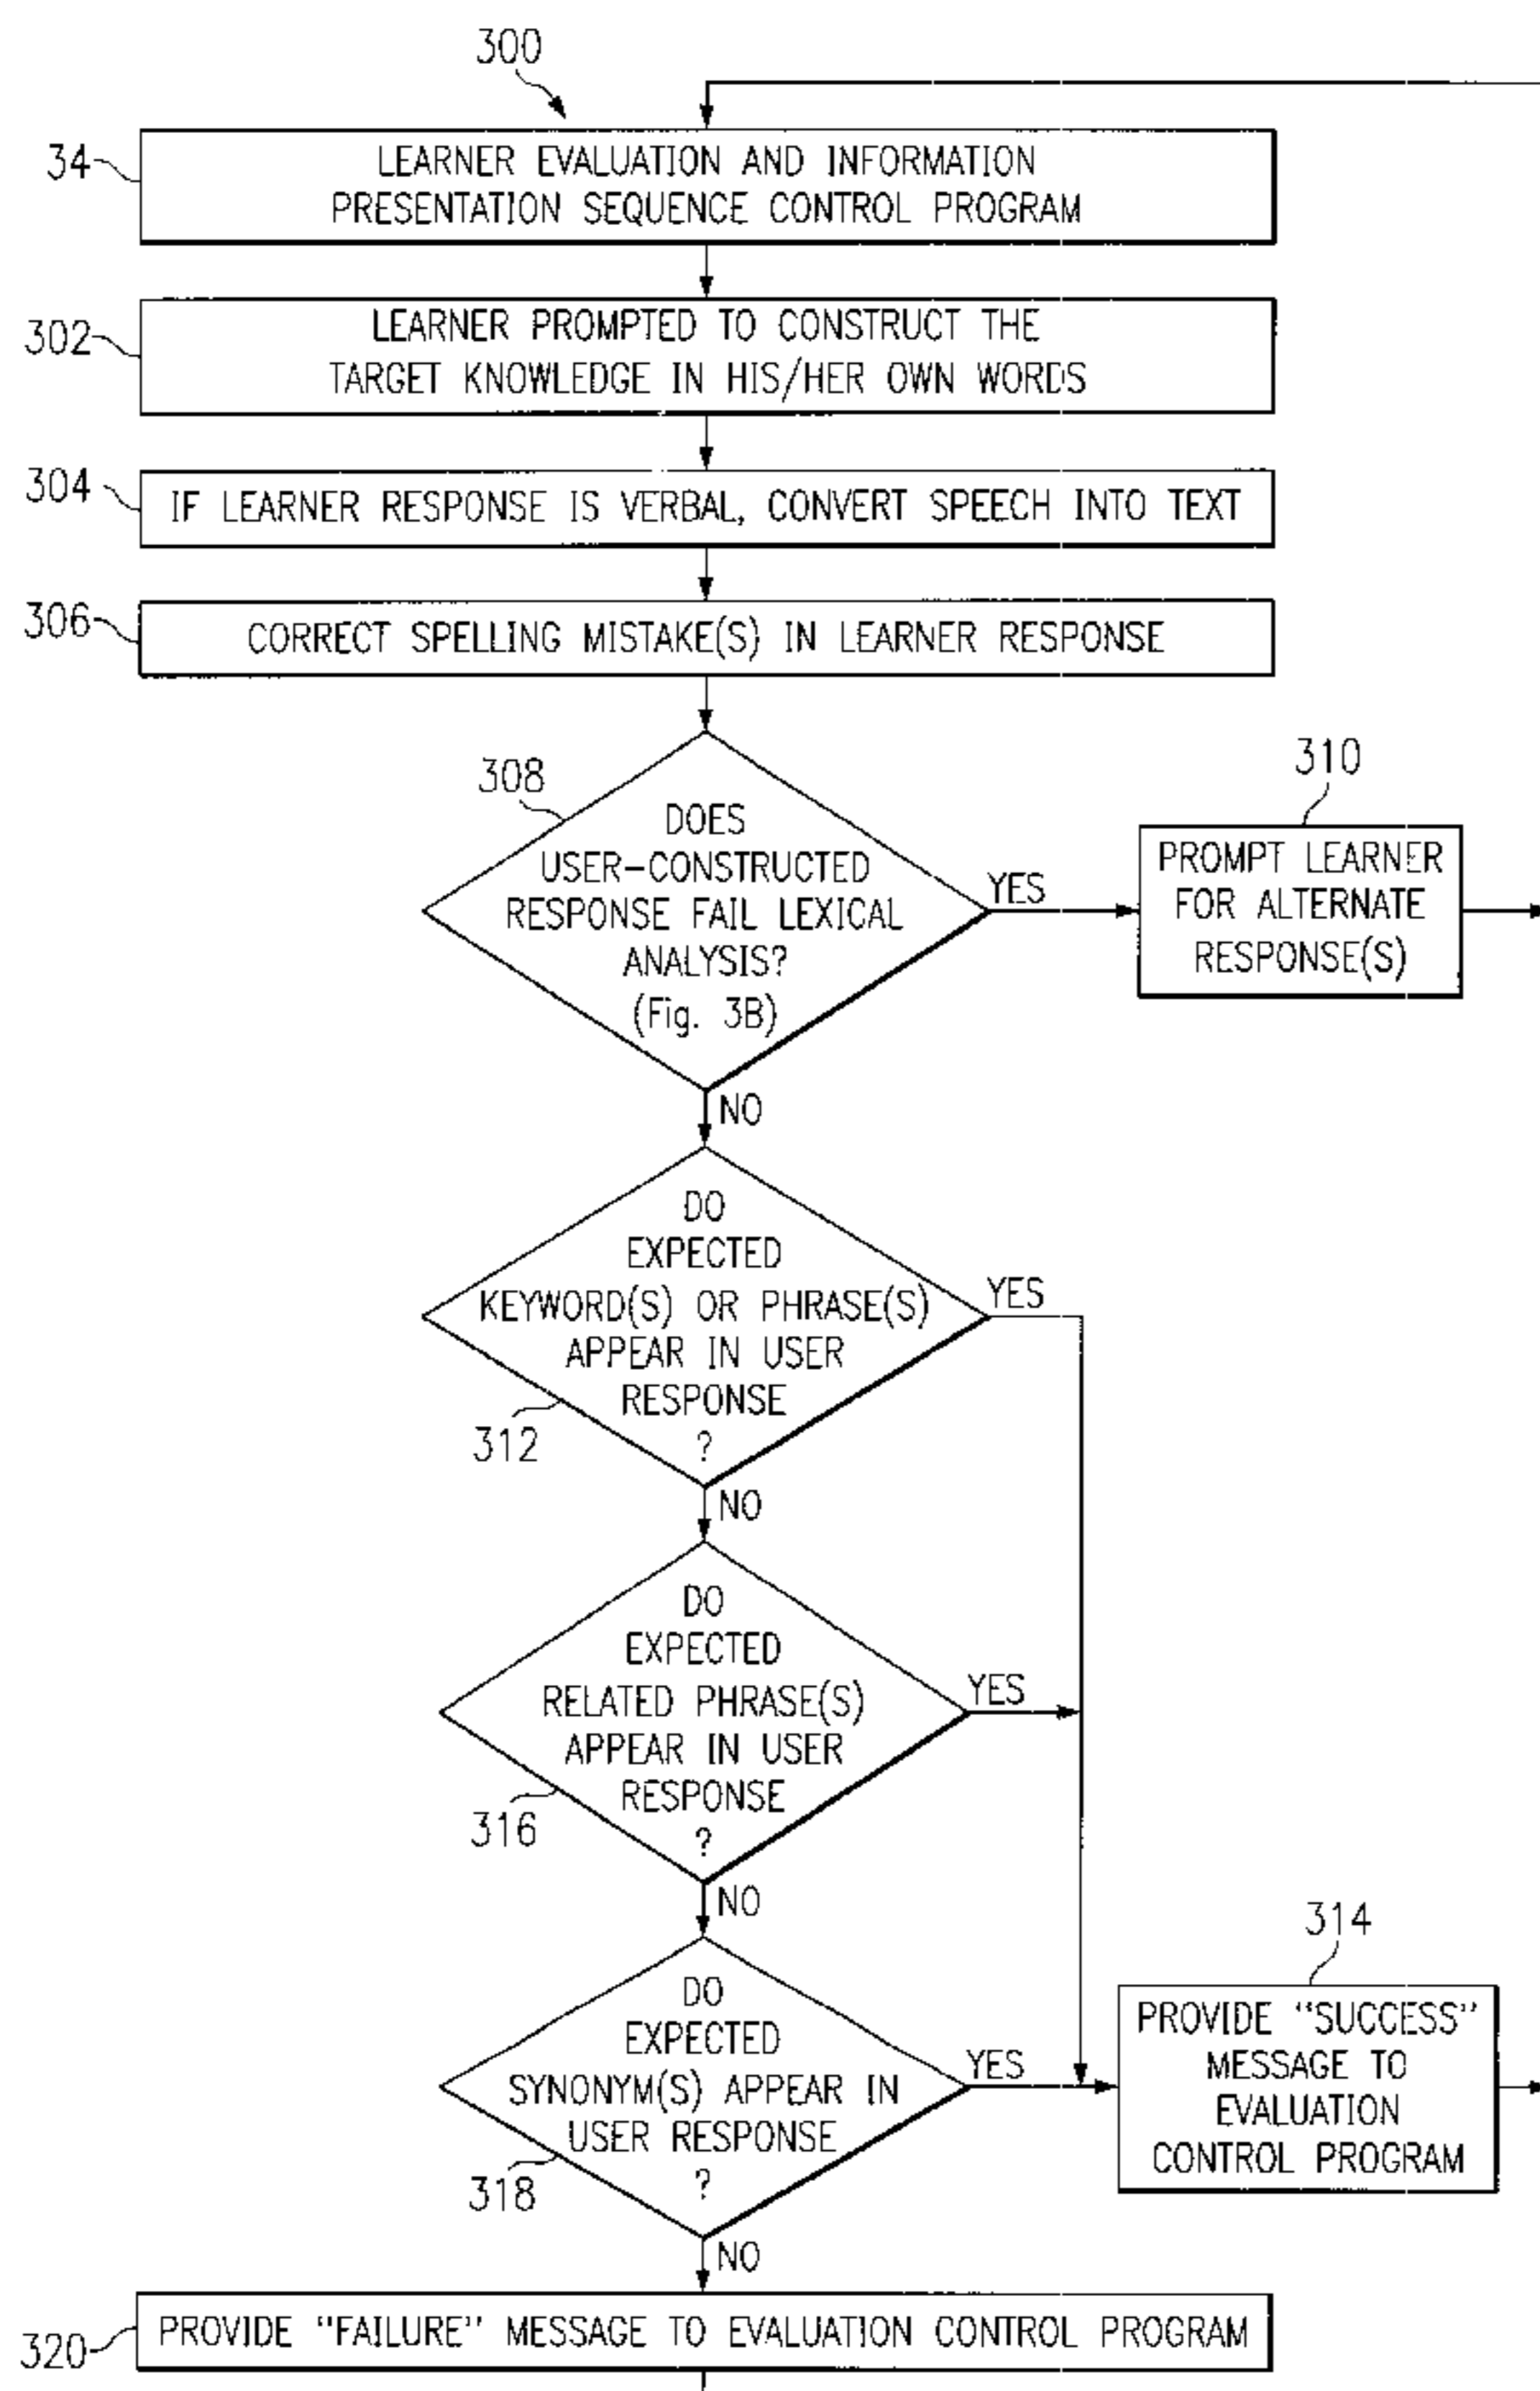 300
34
LEARNER EVALUATION AND INFORMATION
PRESENTATION SEQUENCE CONTROL PROGRAM
302
LEARNER PROMPTED TO CONSTRUCT THE
TARGET KNOWLEDGE IN HIS/HER OWN WORDS
304
IF LEARNER RESPONSE IS VERBAL, CONVERT SPEECH INTO TEXT
306
CORRECT SPELLING MISTAKE(S) IN LEARNER RESPONSE
308
DOES
USER-CONSTRUCTED
RESPONSE FAIL LEXICAL
ANALYSIS?
(Fig. 3B)
YES
310
PROMPT LEARNER
FOR ALTERNATE
RESPONSE(S)
NO
DO
EXPECTED
KEYWORD(S) OR PHRASE(S)
APPEAR IN USER
RESPONSE
?
312
YES
NO
DO
EXPECTED
RELATED PHRASE(S)
APPEAR IN USER
RESPONSE
?
316
YES
NO
DO
EXPECTED
SYNONYM(S) APPEAR IN
USER RESPONSE
?
318
YES
314
PROVIDE "SUCCESS"
MESSAGE TO
EVALUATION
CONTROL PROGRAM
NO
320
PROVIDE "FAILURE" MESSAGE TO EVALUATION CONTROL PROGRAM